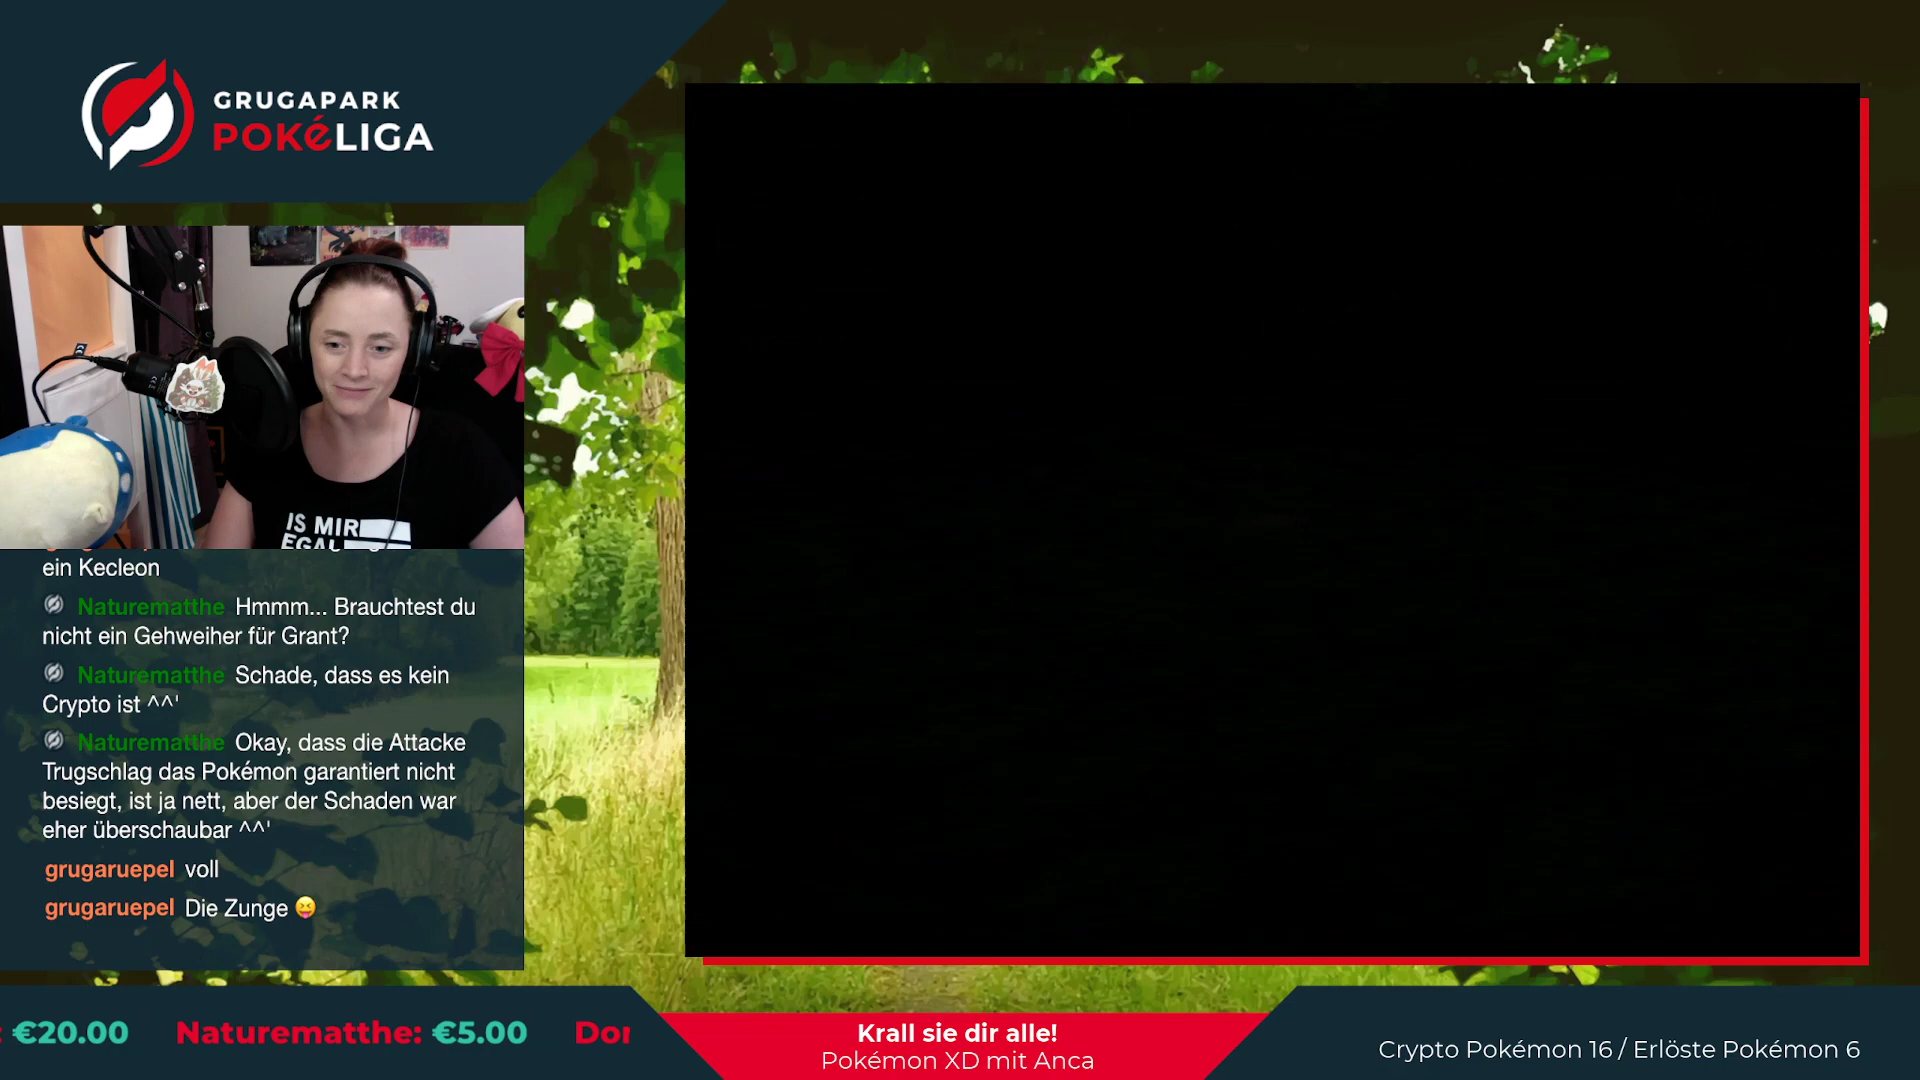 GRUGAPARK
POKéLIGA
IS MIR
EGAL
ein Kecleon
Naturematthe Hmmm... Brauchtest du
nicht ein Gehweiher für Grant?
Naturematthe Schade, dass es kein
Crypto ist ^^'
Naturematthe Okay, dass die Attacke
Trugschlag das Pokémon garantiert nicht
besiegt, ist ja nett, aber der Schaden war
eher überschaubar ^^'
grugaruepel voll
grugaruepel Die Zunge 😝
: €20.00 Naturematthe: €5.00
Krall sie dir alle!
Pokémon XD mit Anca
Crypto Pokémon 16 / Erlöste Pokémon 6